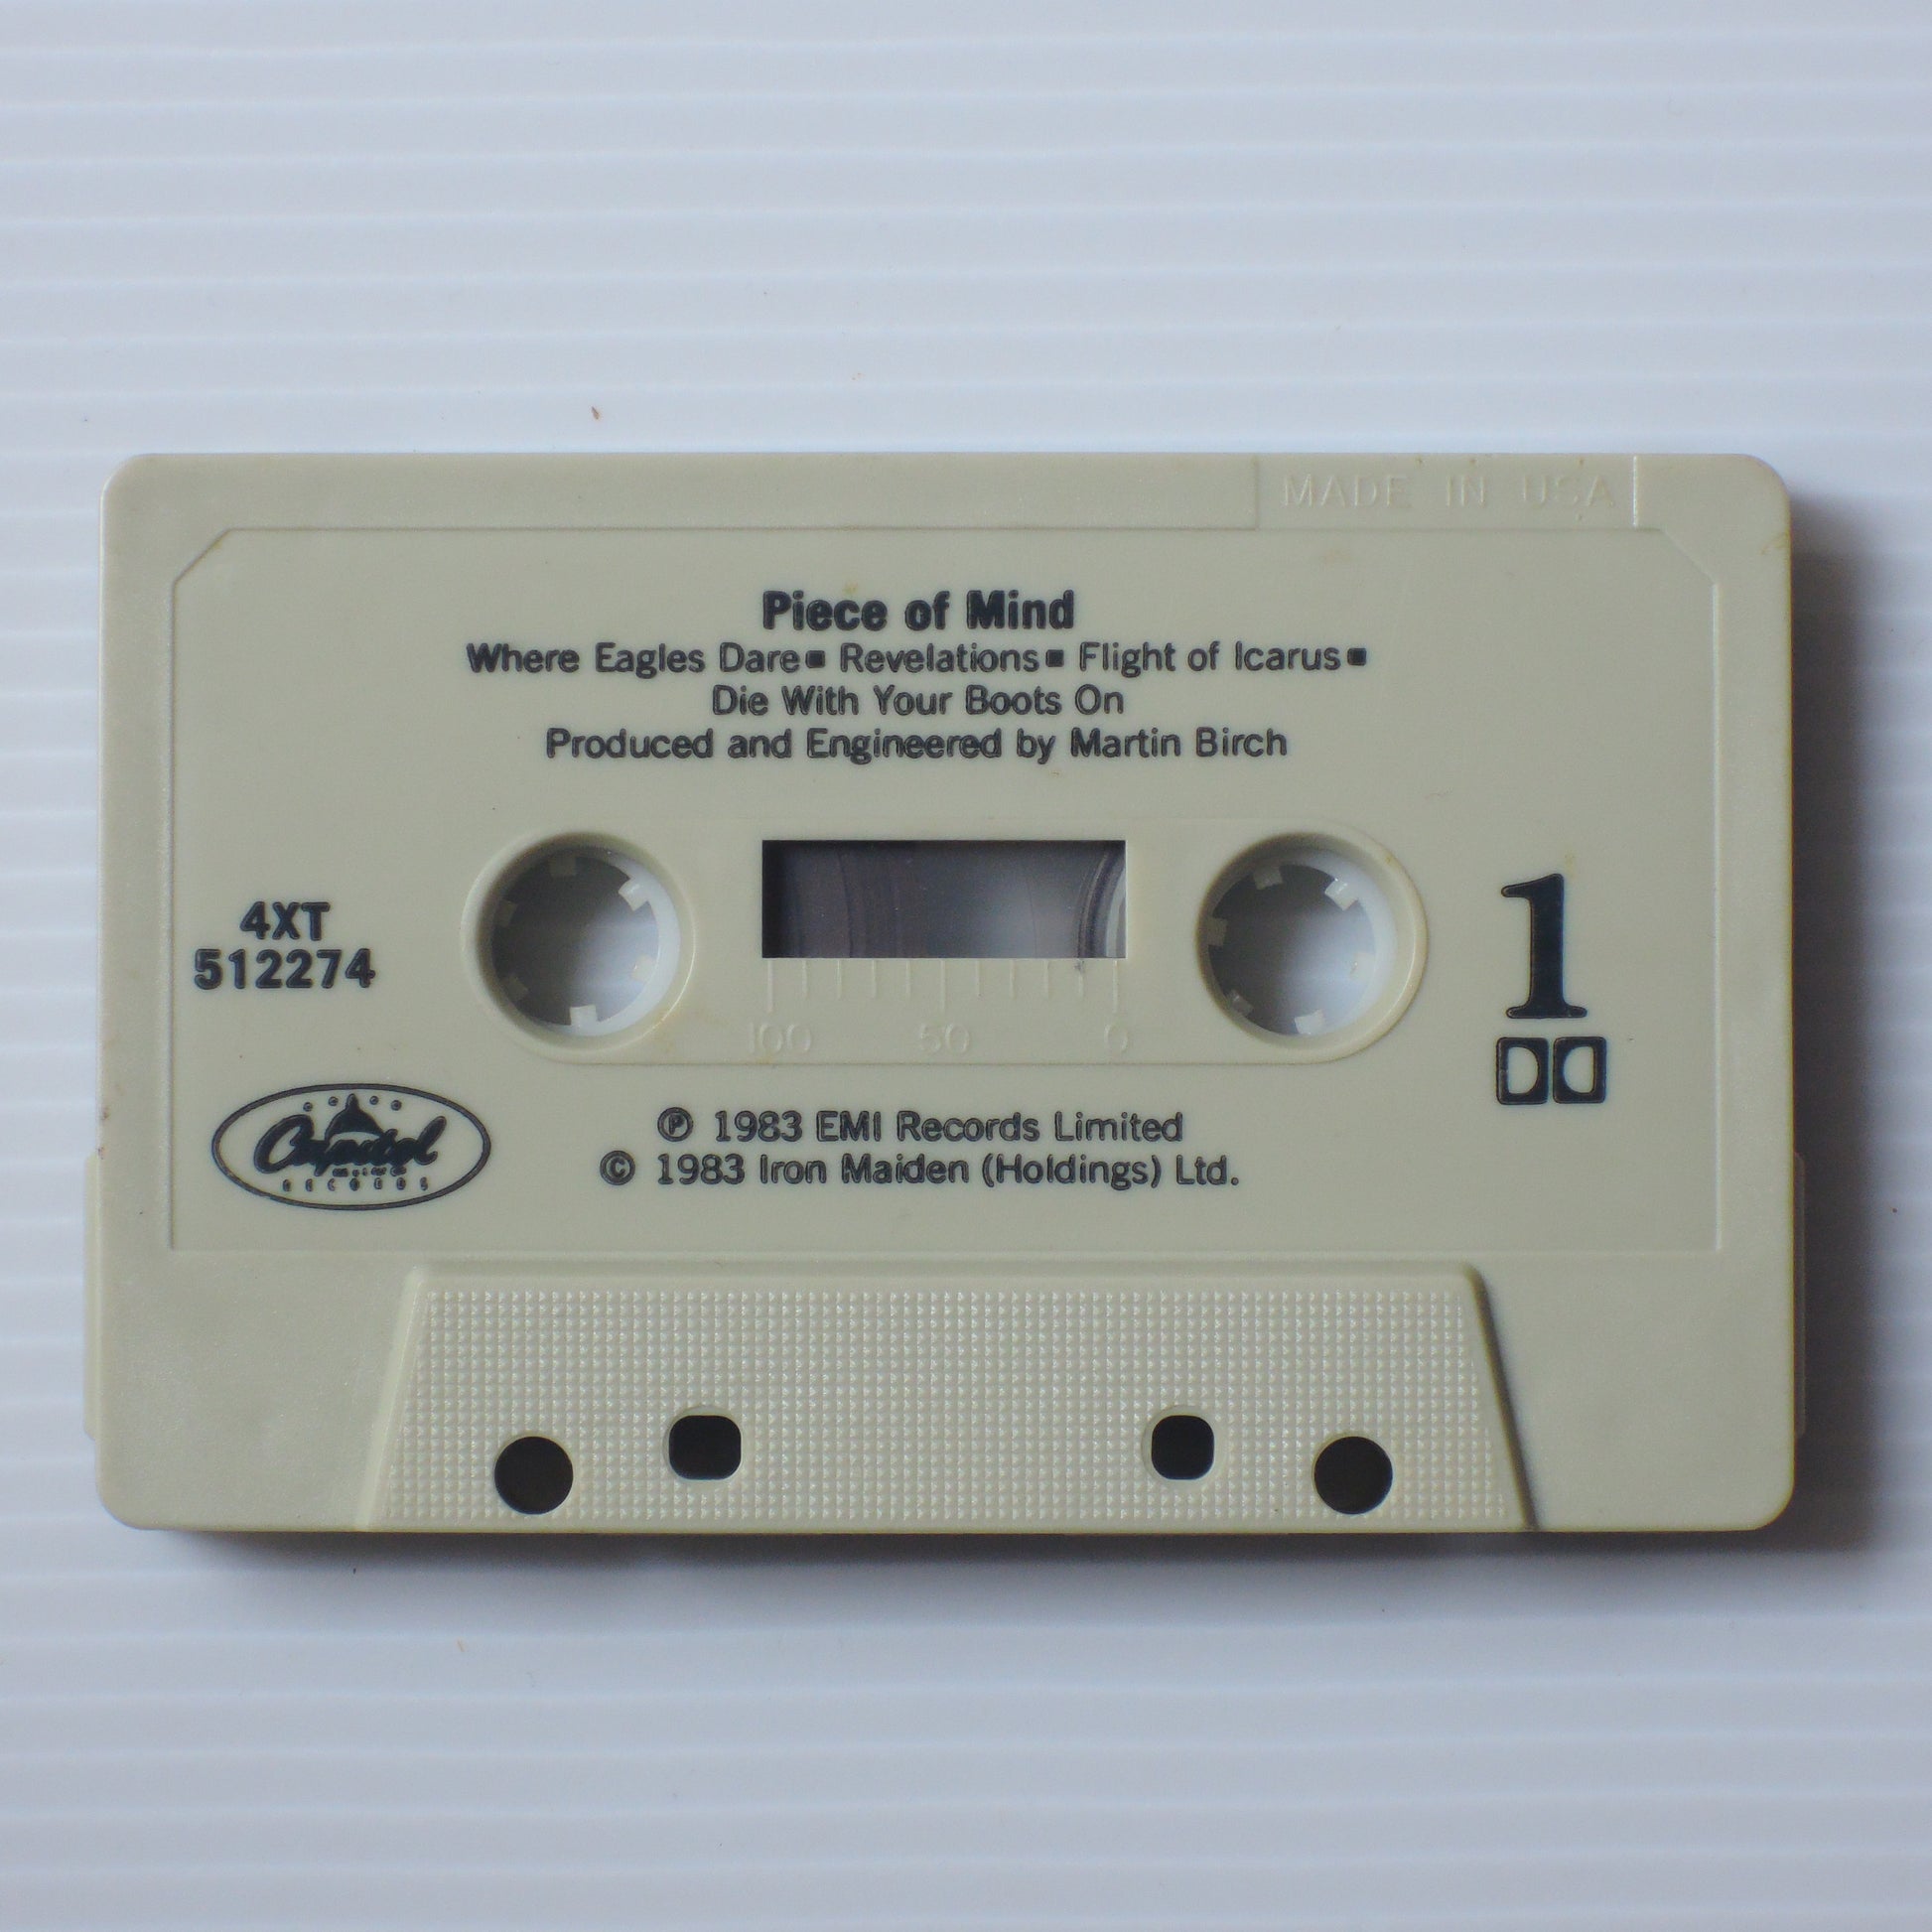 MADE IN USA
Piece of Mind
Where Eagles Dare▪ Revelations▪ Flight of Icarus▪
Die With Your Boots On
Produced and Engineered by Martin Birch
4XT
512274
1
100 50 0
Capitol
RECORDS
Ⓟ 1983 EMI Records Limited
© 1983 Iron Maiden (Holdings) Ltd.